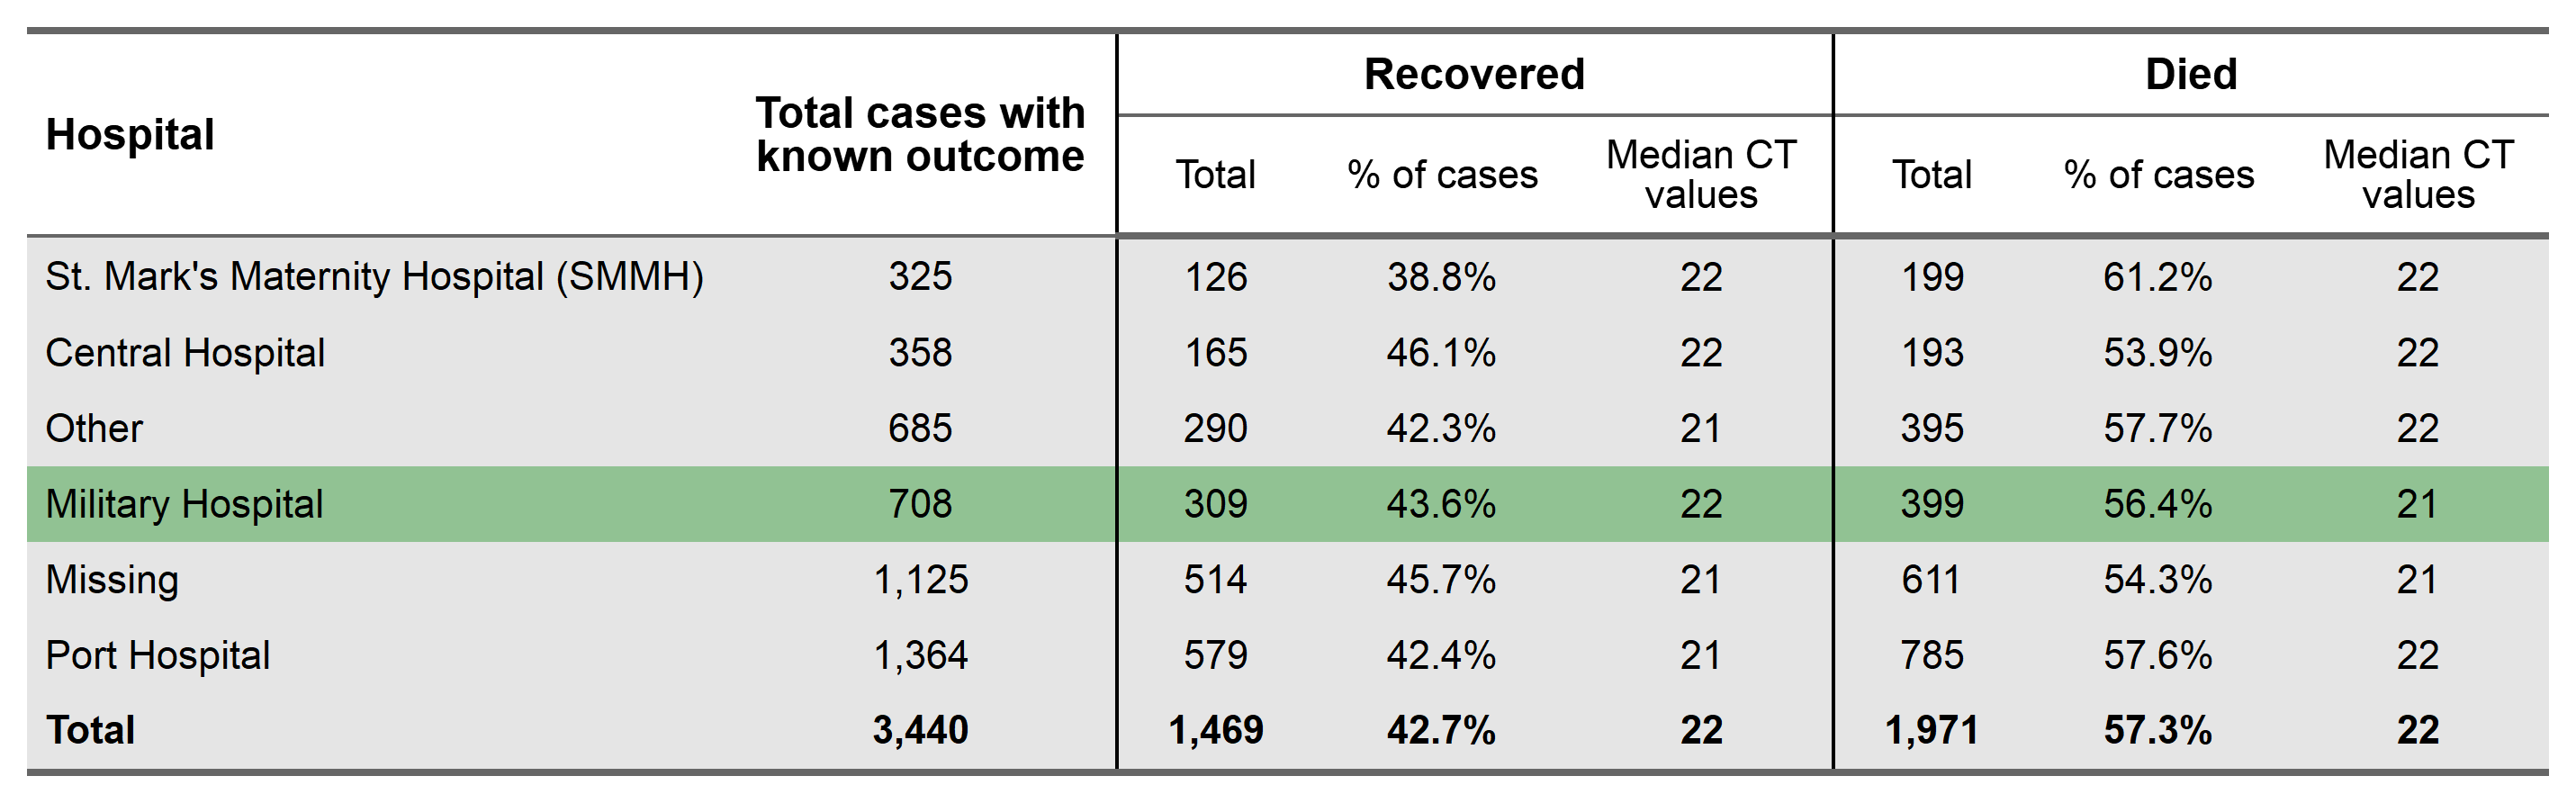 Hospital Total cases with known outcome Recovered Died
Total % of cases Median CT values Total % of cases Median CT values
St. Mark's Maternity Hospital (SMMH) 325 126 38.8% 22 199 61.2% 22
Central Hospital 358 165 46.1% 22 193 53.9% 22
Other 685 290 42.3% 21 395 57.7% 22
Military Hospital 708 309 43.6% 22 399 56.4% 21
Missing 1,125 514 45.7% 21 611 54.3% 21
Port Hospital 1,364 579 42.4% 21 785 57.6% 22
Total 3,440 1,469 42.7% 22 1,971 57.3% 22